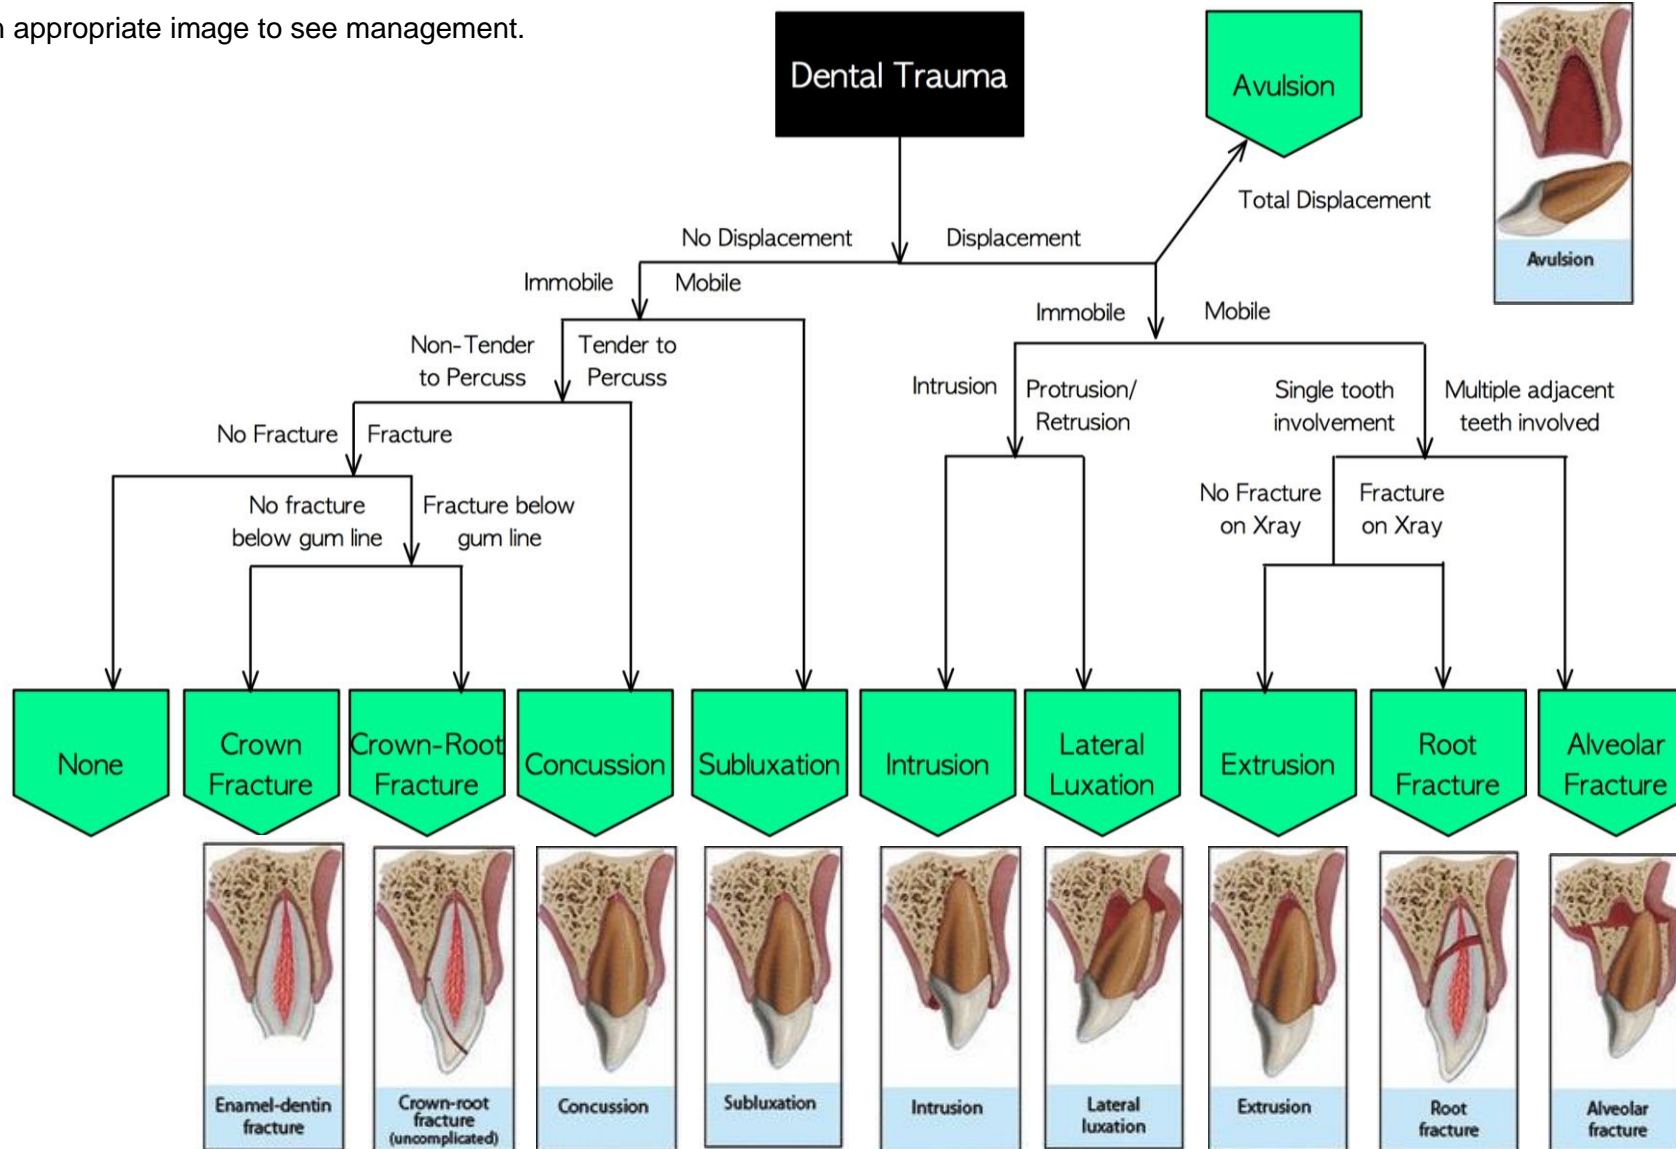 appropriate image to see management.
Dental Trauma
Avulsion
Total Displacement
Avulsion
No Displacement
Displacement
Immobile
Mobile
Immobile
Mobile
Non-Tender
to Percuss
Tender to
Percuss
Intrusion
Protrusion/
Retrusion
Single tooth
involvement
Multiple adjacent
teeth involved
No Fracture
Fracture
No fracture
below gum line
Fracture below
gum line
No Fracture
on Xray
Fracture
on Xray
None
Crown
Fracture
Crown-Root
Fracture
Concussion
Subluxation
Intrusion
Lateral
Luxation
Extrusion
Root
Fracture
Alveolar
Fracture
Enamel-dentin
fracture
Crown-root
fracture
(uncomplicated)
Concussion
Subluxation
Intrusion
Lateral
luxation
Extrusion
Root
fracture
Alveolar
fracture